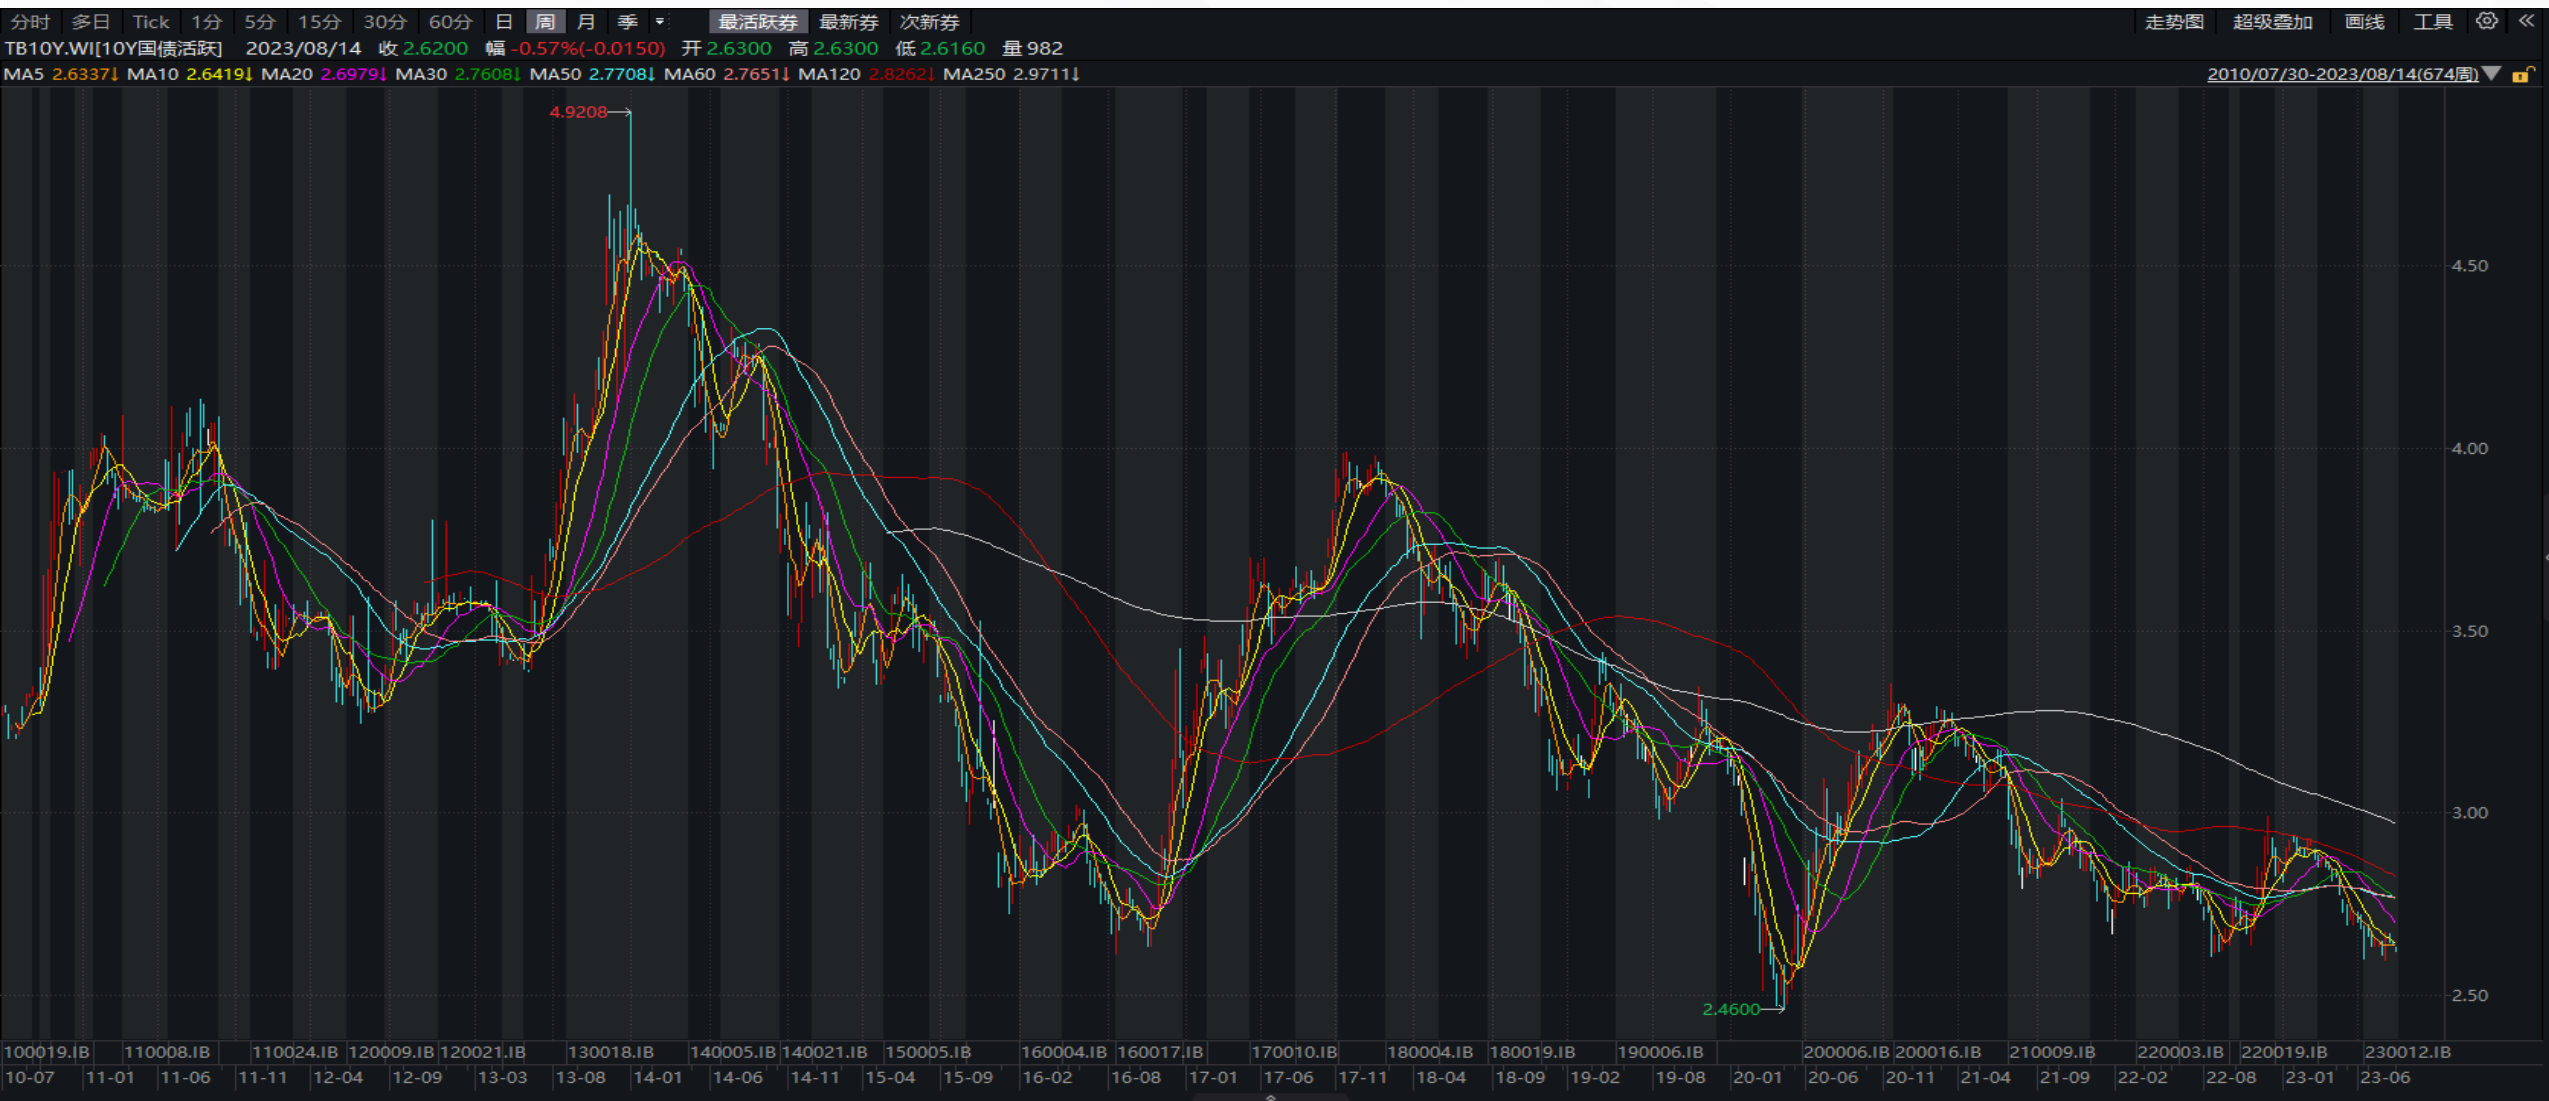 分时 多日 Tick 1分 5分 15分 30分 60分 日 周 月 季 最活跃券 最新券 次新券 走势图 超级叠加 画线 工具
TB10Y.WI[10Y国债活跃] 2023/08/14 收2.6200 幅-0.57%(-0.0150) 开2.6300 高2.6300 低2.6160 量982
MA5 2.6337↓ MA10 2.6419↓ MA20 2.6979↓ MA30 2.7608↓ MA50 2.7708↓ MA60 2.7651↓ MA120 2.8262↓ MA250 2.9711↓ 2010/07/30-2023/08/14(674周)
4.9208
4.50
4.00
3.50
3.00
2.50
2.4600
100019.IB 110008.IB 110024.IB 120009.IB 120021.IB 130018.IB 140005.IB 140021.IB 150005.IB 160004.IB 160017.IB 170010.IB 180004.IB 180019.IB 190006.IB 200006.IB 200016.IB 210009.IB 220003.IB 220019.IB 230012.IB
10-07 11-01 11-06 11-11 12-04 12-09 13-03 13-08 14-01 14-06 14-11 15-04 15-09 16-02 16-08 17-01 17-06 17-11 18-04 18-09 19-02 19-08 20-01 20-06 20-11 21-04 21-09 22-02 22-08 23-01 23-06